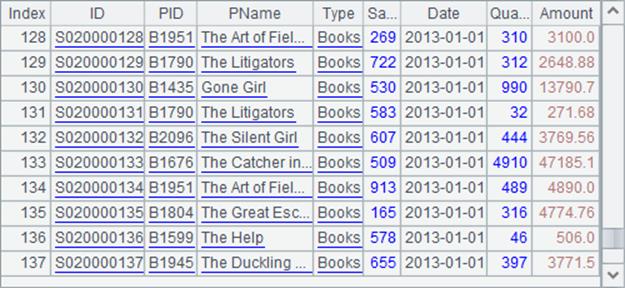 Index ID PID PName Type Sa... Date Qua... Amount
128 S020000128 B1951 The Art of Fiel... Books 269 2013-01-01 310 3100.0
129 S020000129 B1790 The Litigators Books 722 2013-01-01 312 2648.88
130 S020000130 B1435 Gone Girl Books 530 2013-01-01 990 13790.7
131 S020000131 B1790 The Litigators Books 583 2013-01-01 32 271.68
132 S020000132 B2096 The Silent Girl Books 607 2013-01-01 444 3769.56
133 S020000133 B1676 The Catcher in... Books 509 2013-01-01 4910 47185.1
134 S020000134 B1951 The Art of Fiel... Books 913 2013-01-01 489 4890.0
135 S020000135 B1804 The Great Esc... Books 165 2013-01-01 316 4774.76
136 S020000136 B1599 The Help Books 578 2013-01-01 46 506.0
137 S020000137 B1945 The Duckling ... Books 655 2013-01-01 397 3771.5